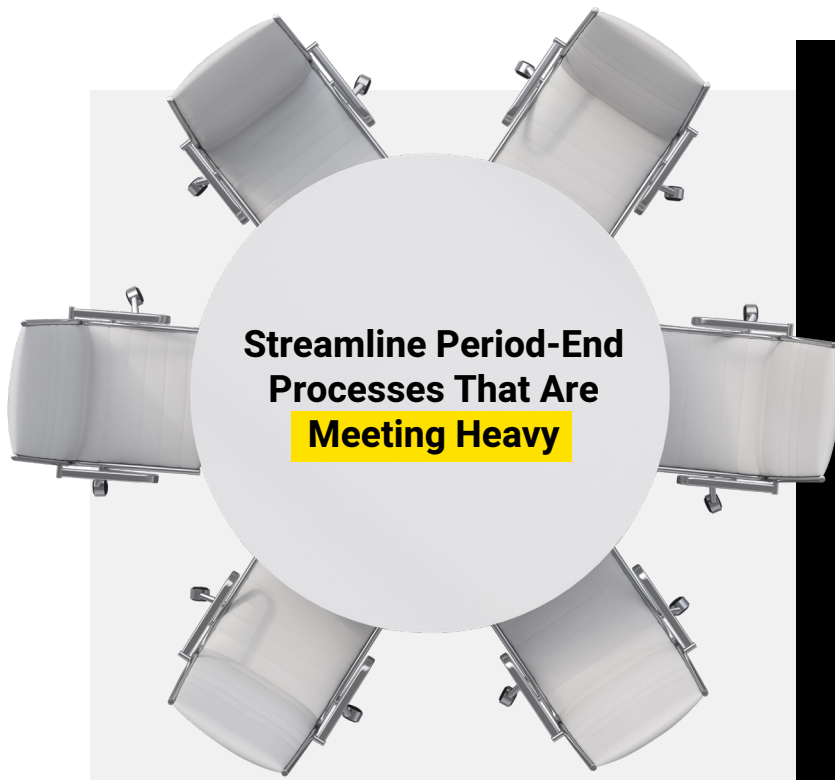 Streamline Period-End
Processes That Are
Meeting Heavy